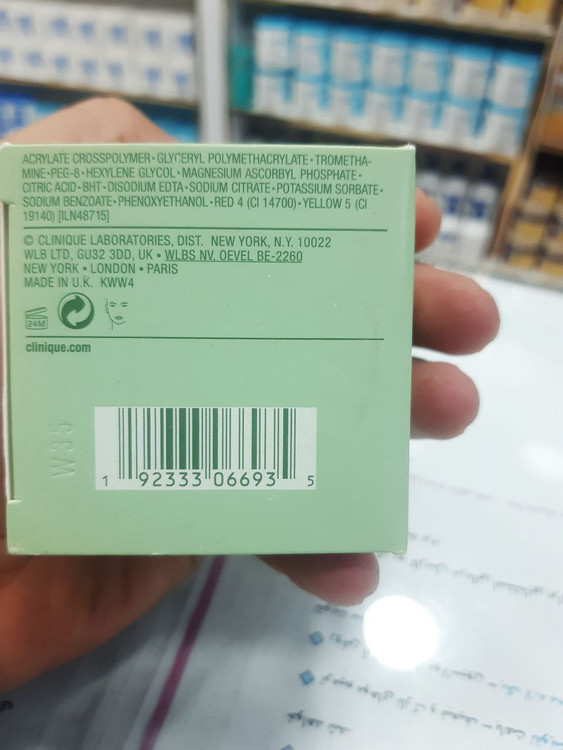 ACRYLATE CROSSPOLYMER • GLYCERYL POLYMETHACRYLATE • TROMETHA-
MINE • PEG-8 • HEXYLENE GLYCOL • MAGNESIUM ASCORBYL PHOSPHATE •
CITRIC ACID • BHT • DISODIUM EDTA • SODIUM CITRATE • POTASSIUM SORBATE •
SODIUM BENZOATE • PHENOXYETHANOL • RED 4 (CI 14700) • YELLOW 5 (CI
19140) [ILN48715]
© CLINIQUE LABORATORIES, DIST. NEW YORK, N.Y. 10022
WLB LTD, GU32 3DD, UK • WLBS NV. OEVEL BE-2260
NEW YORK • LONDON • PARIS
MADE IN U.K. KWW4
24M
clinique.com
W35
1 92333 06693 5